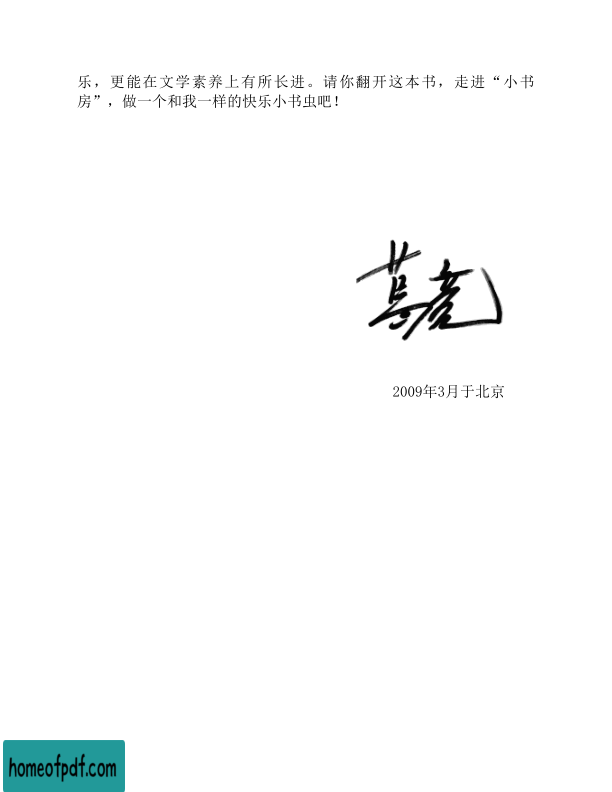 乐，更能在文学素养上有所长进。请你翻开这本书，走进“小书
房”，做一个和我一样的快乐小书虫吧！
2009年3月于北京
homeofpdf.com